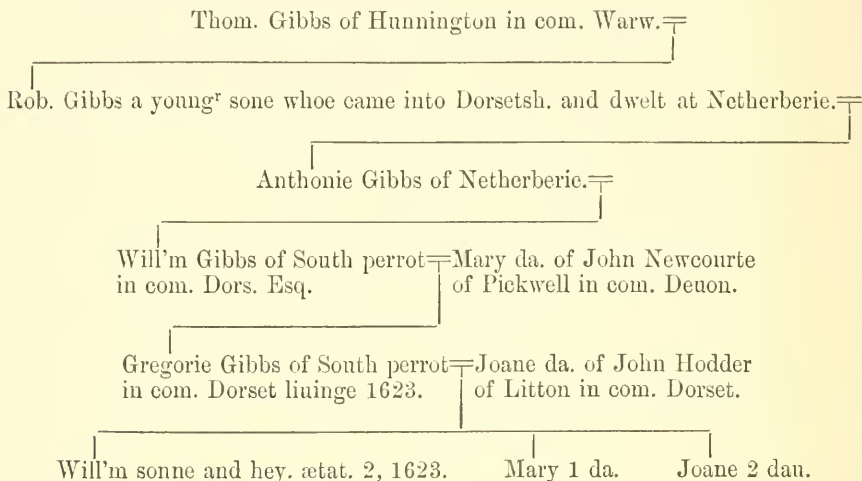 Thom. Gibbs of Hunnington in com. Warw.
Rob. Gibbs a youngʳ sone whoe came into Dorsetsh. and dwelt at Netherberie.
Anthonie Gibbs of Netherberie.
Will'm Gibbs of South perrot Mary da. of John Newcourte
in com. Dors. Esq. of Pickwell in com. Deuon.
Gregorie Gibbs of South perrot Joane da. of John Hodder
in com. Dorset liuinge 1623. of Litton in com. Dorset.
Will'm sonne and hey. ætat. 2, 1623. Mary 1 da. Joane 2 dau.